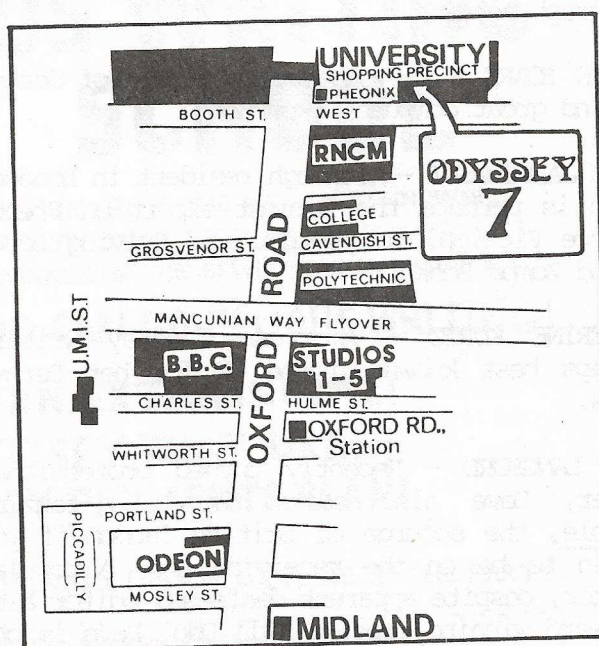 UNIVERSITY
SHOPPING PRECINCT
PHEONIX
BOOTH ST. WEST
RNCM
ODYSSEY
7
COLLEGE
GROSVENOR ST. CAVENDISH ST.
POLYTECHNIC
MANCUNIAN WAY FLYOVER
U.M.I.S.T
B.B.C.
STUDIOS
1-5
OXFORD ROAD
CHARLES ST. HULME ST.
OXFORD RD.,
Station
WHITWORTH ST.
PORTLAND ST.
PICCADILLY
ODEON
MOSLEY ST.
MIDLAND